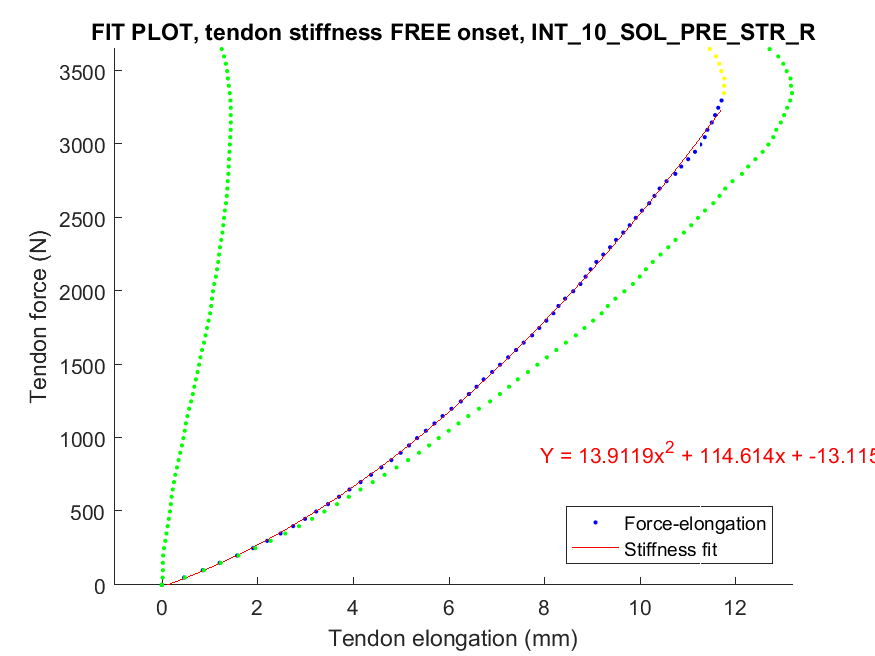 FIT PLOT, tendon stiffness FREE onset, INT_10_SOL_PRE_STR_R
3500
3000
2500
2000
1500
1000
500
0
Tendon force (N)
Y = 13.9119x² + 114.614x + -13.115
Force-elongation
Stiffness fit
0 2 4 6 8 10 12
Tendon elongation (mm)